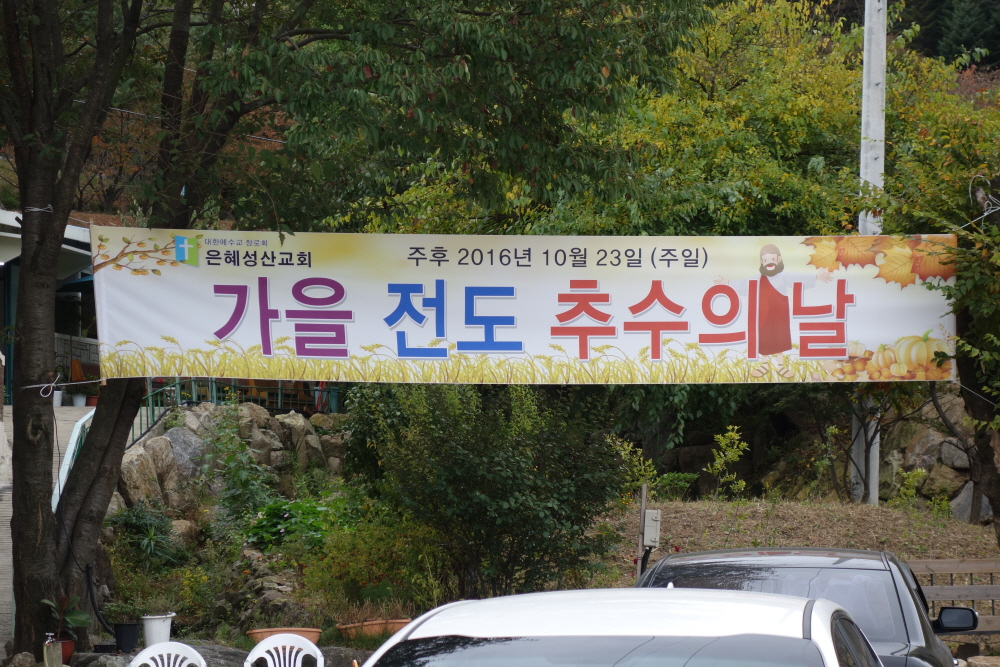 대한예수교 장로회
은혜성산교회
주후 2016년 10월 23일 (주일)
가을 전도 추수의 날